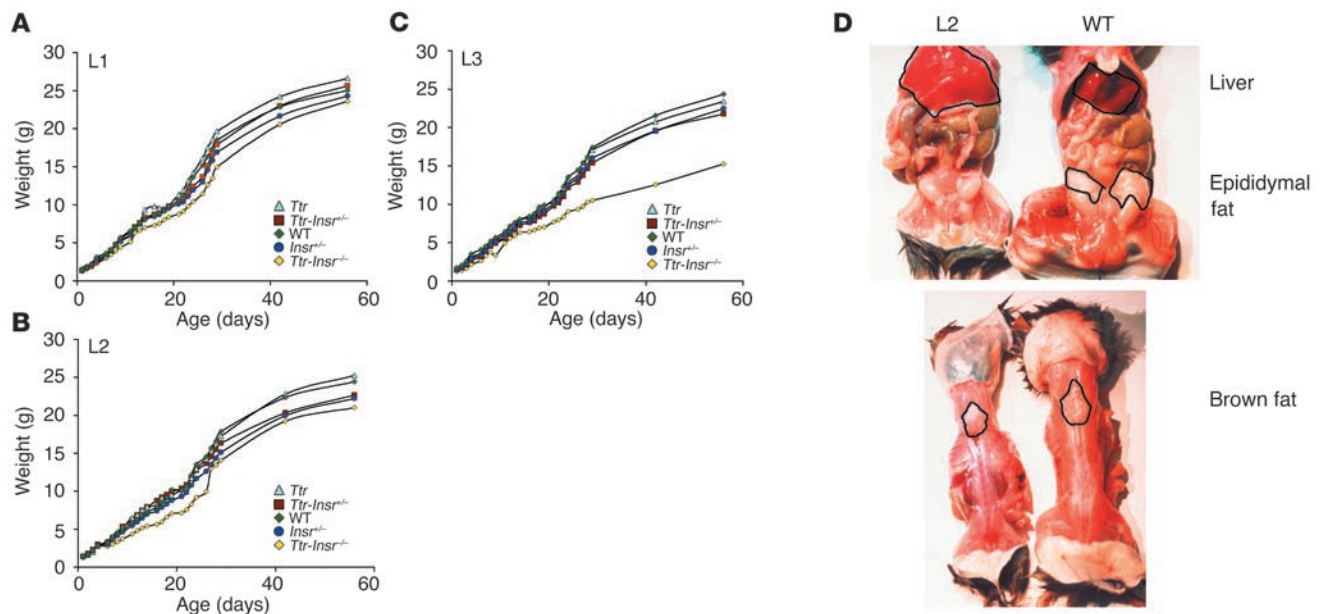 A
L1
Weight (g)
30
25
20
15
10
5
0
0
20
40
60
Age (days)
Ttr
Ttr-Insr⁺/⁻
WT
Insr⁺/⁻
Ttr-Insr⁻/⁻
B
L2
Weight (g)
30
25
20
15
10
5
0
0
20
40
60
Age (days)
Ttr
Ttr-Insr⁺/⁻
WT
Insr⁺/⁻
Ttr-Insr⁻/⁻
C
L3
Weight (g)
30
25
20
15
10
5
0
0
20
40
60
Age (days)
Ttr
Ttr-Insr⁺/⁻
WT
Insr⁺/⁻
Ttr-Insr⁻/⁻
D
L2
WT
Liver
Epididymal
fat
Brown fat